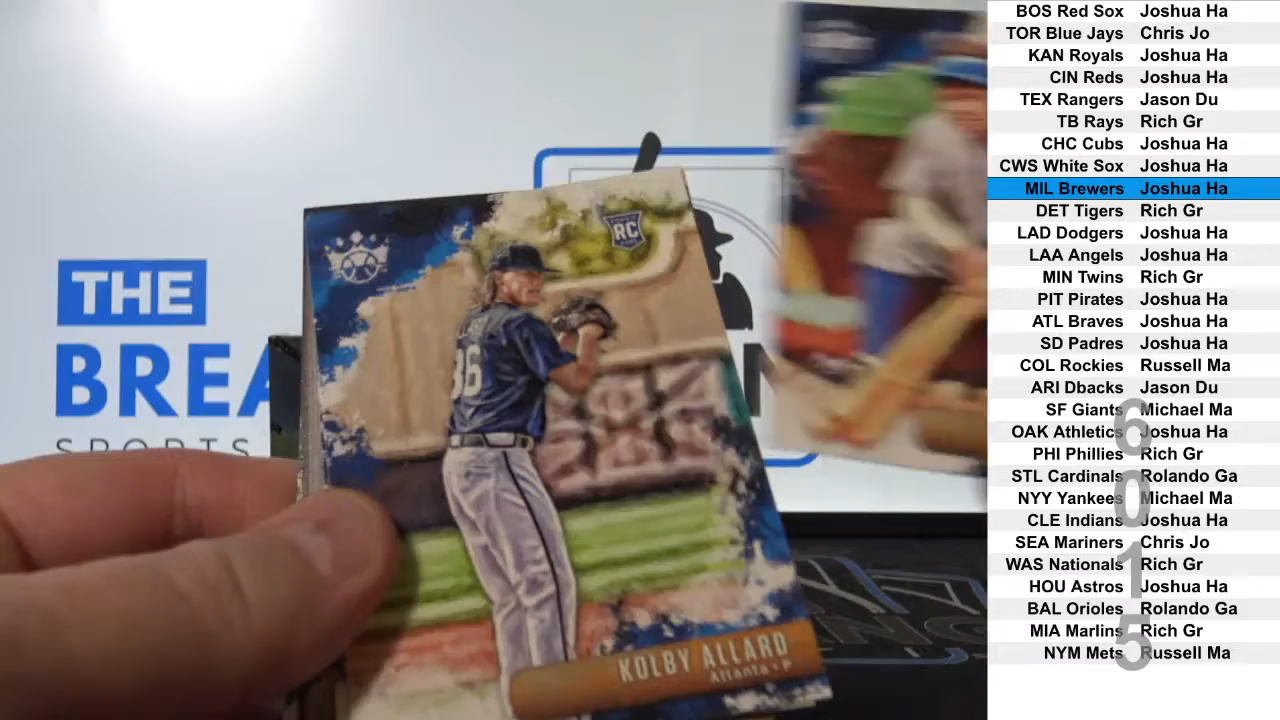 THE
BREA
SPORTS
RC
36
KOLBY ALLARD
Atlanta • P
BOS Red Sox Joshua Ha
TOR Blue Jays Chris Jo
KAN Royals Joshua Ha
CIN Reds Joshua Ha
TEX Rangers Jason Du
TB Rays Rich Gr
CHC Cubs Joshua Ha
CWS White Sox Joshua Ha
MIL Brewers Joshua Ha
DET Tigers Rich Gr
LAD Dodgers Joshua Ha
LAA Angels Joshua Ha
MIN Twins Rich Gr
PIT Pirates Joshua Ha
ATL Braves Joshua Ha
SD Padres Joshua Ha
COL Rockies Russell Ma
ARI Dbacks Jason Du
SF Giants Michael Ma
OAK Athletics Joshua Ha
PHI Phillies Rich Gr
STL Cardinals Rolando Ga
NYY Yankees Michael Ma
CLE Indians Joshua Ha
SEA Mariners Chris Jo
WAS Nationals Rich Gr
HOU Astros Joshua Ha
BAL Orioles Rolando Ga
MIA Marlins Rich Gr
NYM Mets Russell Ma
6
0
1
5